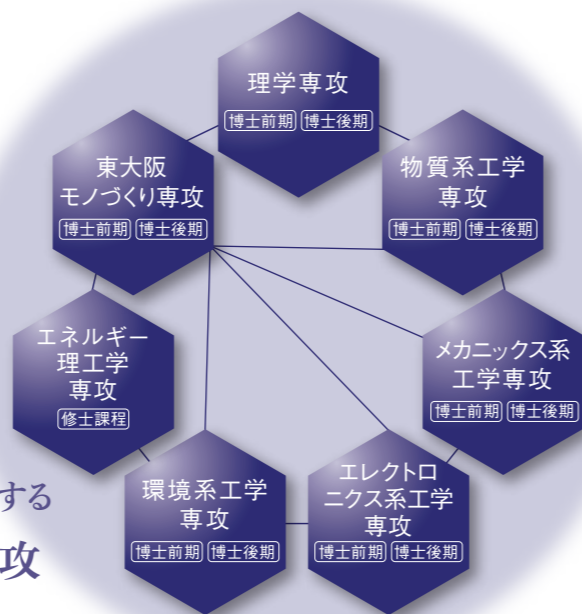 理学専攻
博士前期 博士後期
東大阪
モノづくり専攻
博士前期 博士後期
物質系工学
専攻
博士前期 博士後期
エネルギー
理工学
専攻
修士課程
メカニックス系
工学専攻
博士前期 博士後期
環境系工学
専攻
博士前期 博士後期
エレクトロ
ニクス系工学
専攻
博士前期 博士後期
する
攻